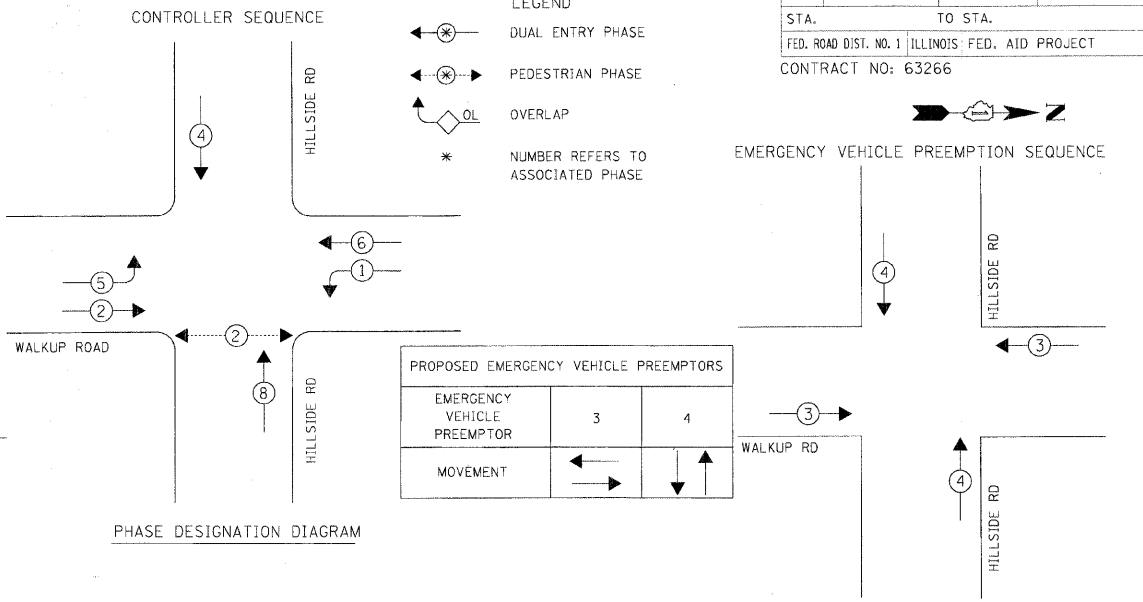 CONTROLLER SEQUENCE
HILLSIDE RD
4
6
1
5
2
2
WALKUP ROAD
8
HILLSIDE RD
PHASE DESIGNATION DIAGRAM
LEGEND
* DUAL ENTRY PHASE
* PEDESTRIAN PHASE
OL OVERLAP
* NUMBER REFERS TO
ASSOCIATED PHASE
PROPOSED EMERGENCY VEHICLE PREEMPTORS
EMERGENCY
VEHICLE
PREEMPTOR
3
4
MOVEMENT
STA. TO STA.
FED. ROAD DIST. NO. 1 ILLINOIS FED. AID PROJECT
CONTRACT NO: 63266
N
EMERGENCY VEHICLE PREEMPTION SEQUENCE
4
HILLSIDE RD
3
3
WALKUP RD
4
HILLSIDE RD